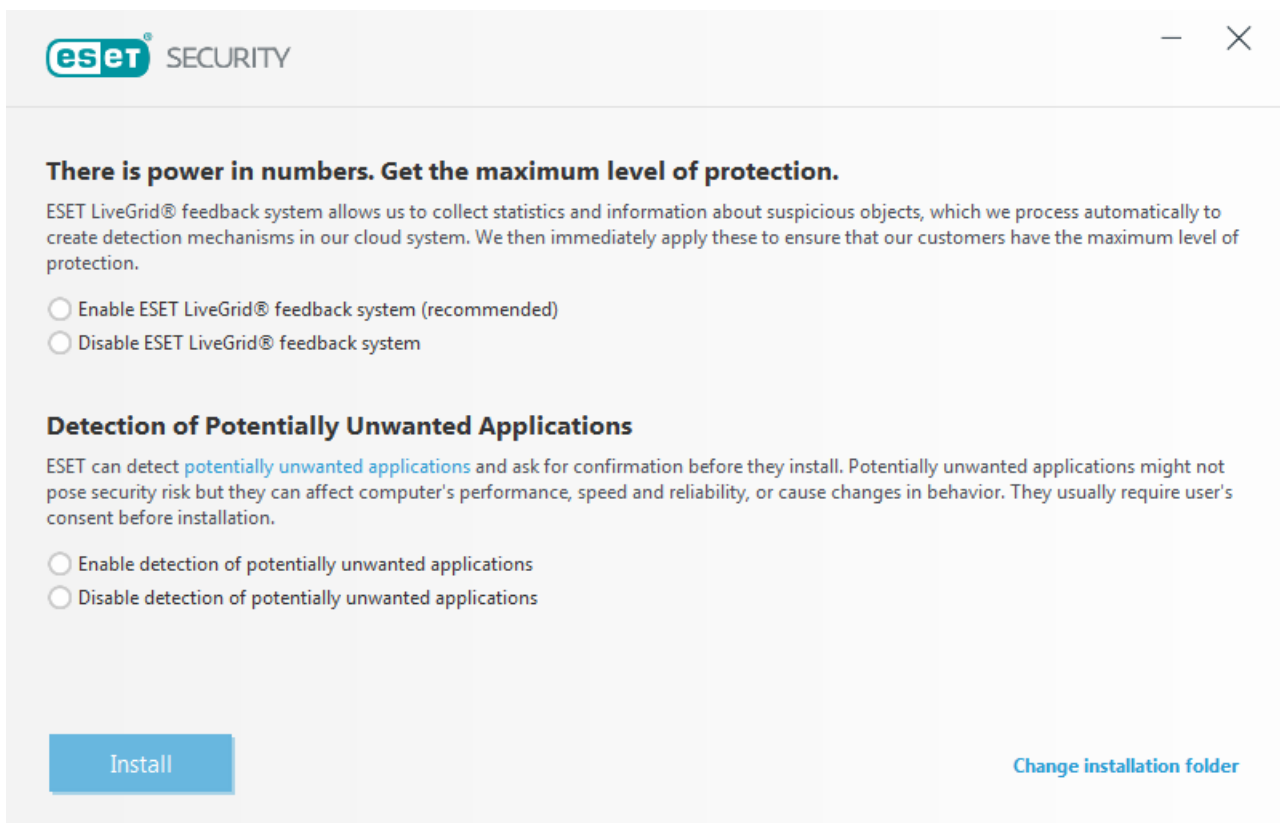 eset® SECURITY
There is power in numbers. Get the maximum level of protection.
ESET LiveGrid® feedback system allows us to collect statistics and information about suspicious objects, which we process automatically to
create detection mechanisms in our cloud system. We then immediately apply these to ensure that our customers have the maximum level of
protection.
Enable ESET LiveGrid® feedback system (recommended)
Disable ESET LiveGrid® feedback system
Detection of Potentially Unwanted Applications
ESET can detect potentially unwanted applications and ask for confirmation before they install. Potentially unwanted applications might not
pose security risk but they can affect computer's performance, speed and reliability, or cause changes in behavior. They usually require user's
consent before installation.
Enable detection of potentially unwanted applications
Disable detection of potentially unwanted applications
Install
Change installation folder